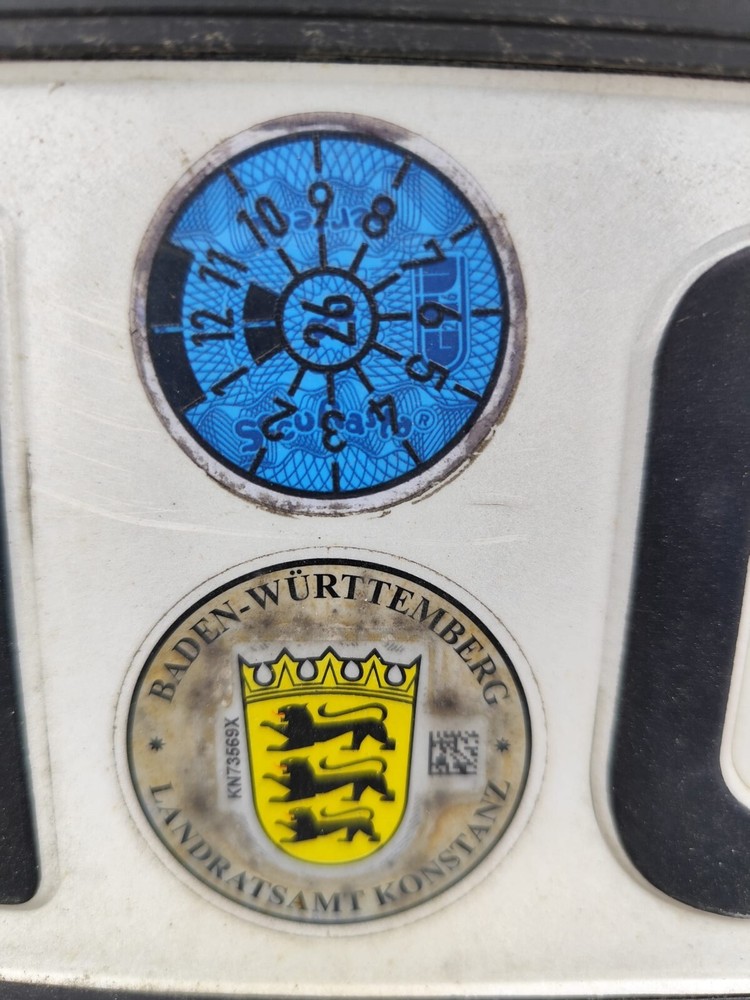 1 2 3 4 5 6 7 8 9 10 11 12
26
BADEN-WÜRTTEMBERG
KN73569X
LANDRATSAMT KONSTANZ